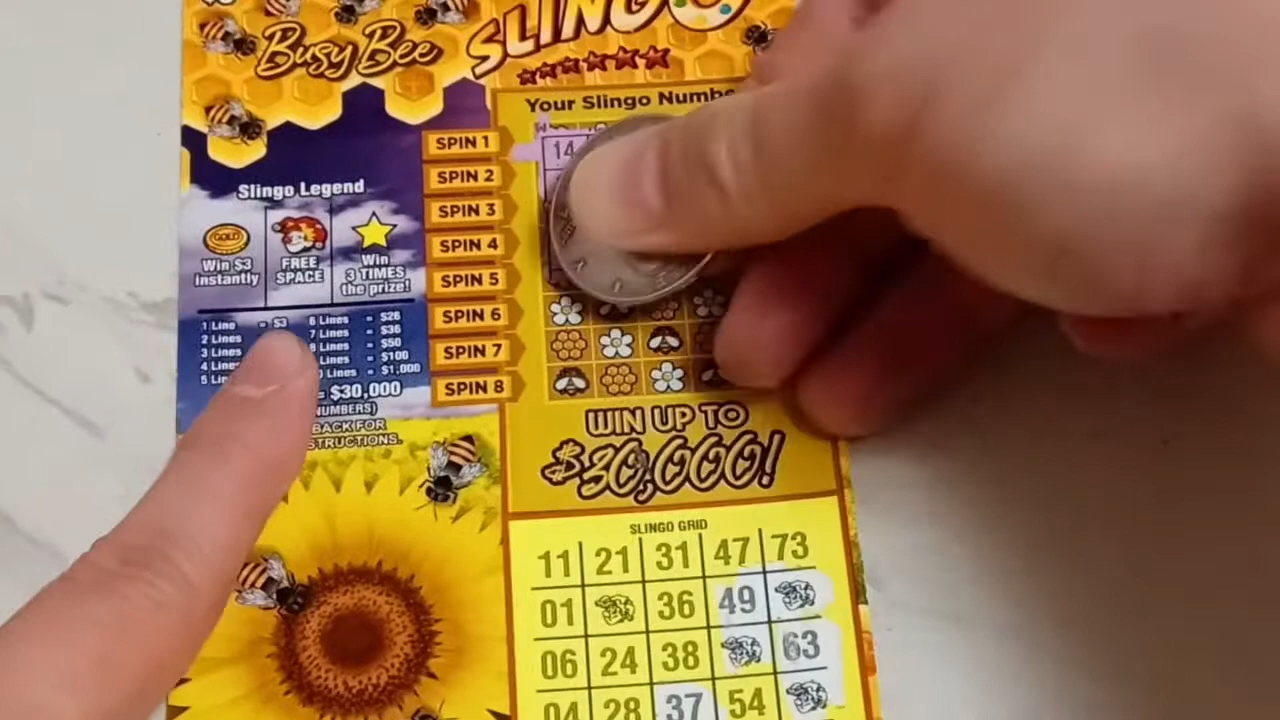 Busy Bee
SLINGO
Your Slingo Numbe
SPIN 1
14
SPIN 2
SPIN 3
SPIN 4
SPIN 5
SPIN 6
SPIN 7
SPIN 8
Slingo Legend
GOLD
Win $3
instantly
FREE
SPACE
Win
3 TIMES
the prize!
1 Line = $3 6 Lines = $26
2 Lines 7 Lines = $36
3 Lines Lines = $50
Lines = $100
Lines = $1,000
= $30,000
NUMBERS)
BACK FOR
STRUCTIONS.
WIN UP TO
$30,000!
SLINGO GRID
11 21 31 47 73
01 36 49
06 24 38 63
04 28 37 54